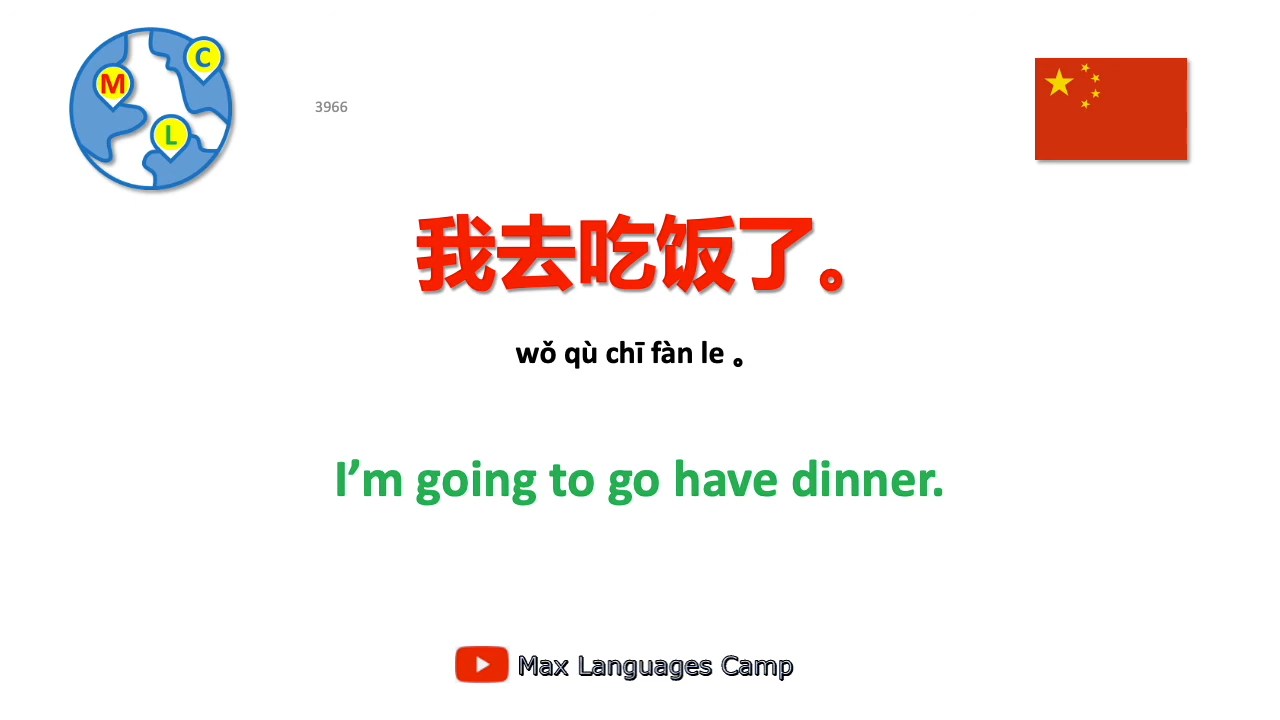 M
C
L
3966
我去吃饭了。
wǒ qù chī fàn le 。
I’m going to go have dinner.
Max Languages Camp